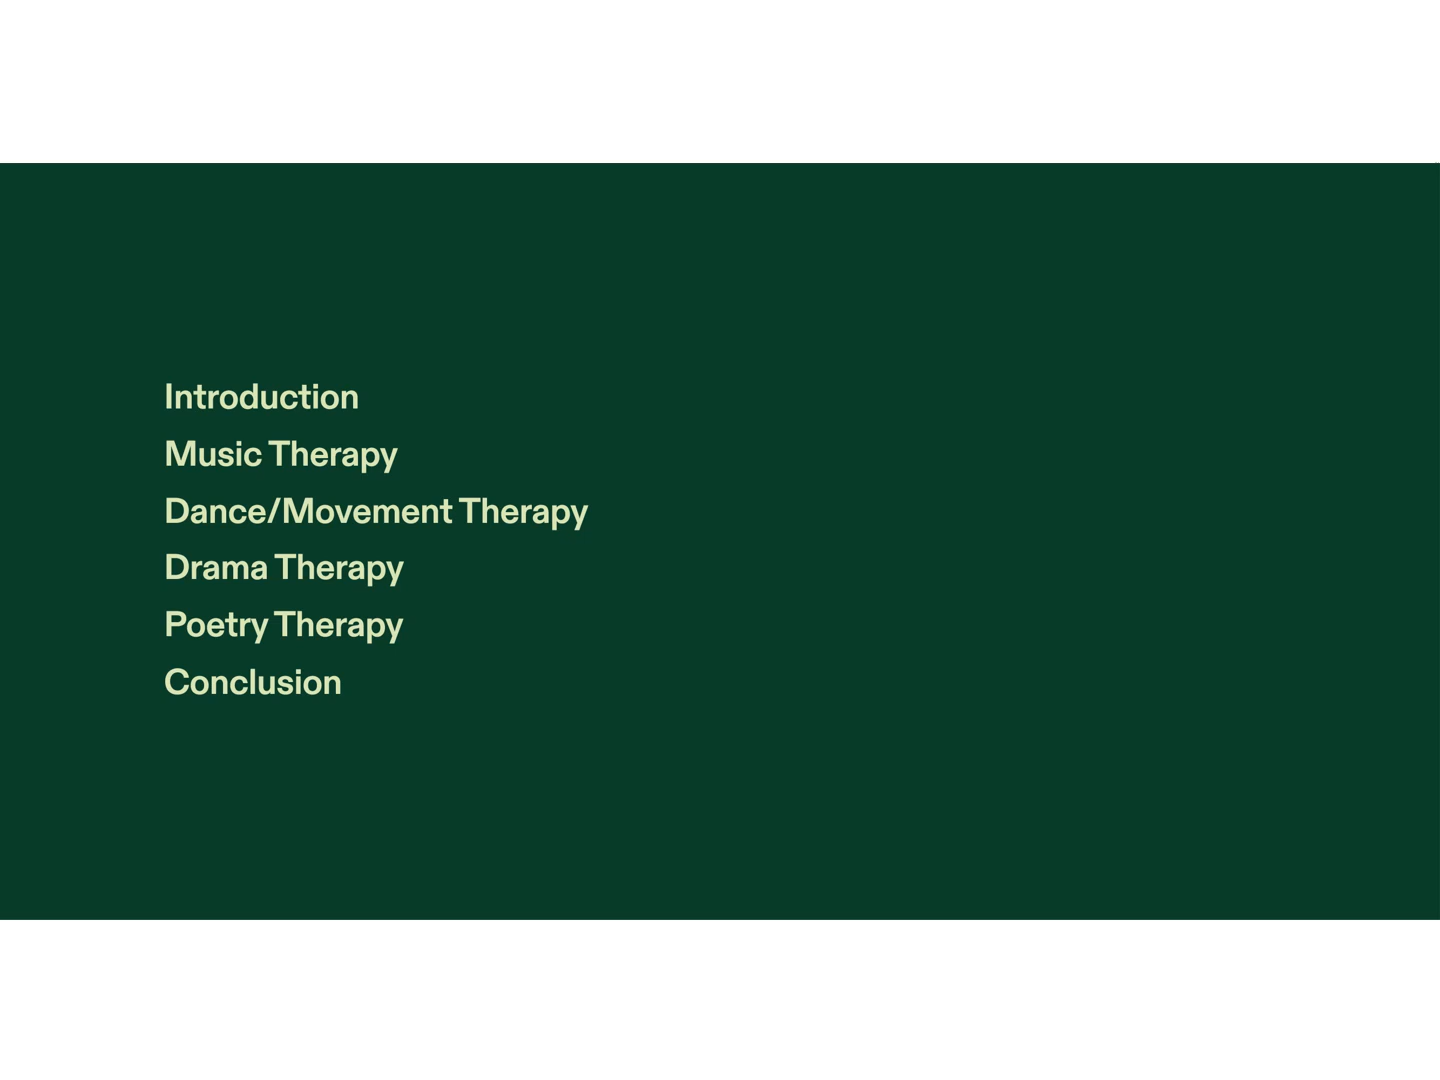 Introduction
Music Therapy
Dance/Movement Therapy
Drama Therapy
Poetry Therapy
Conclusion